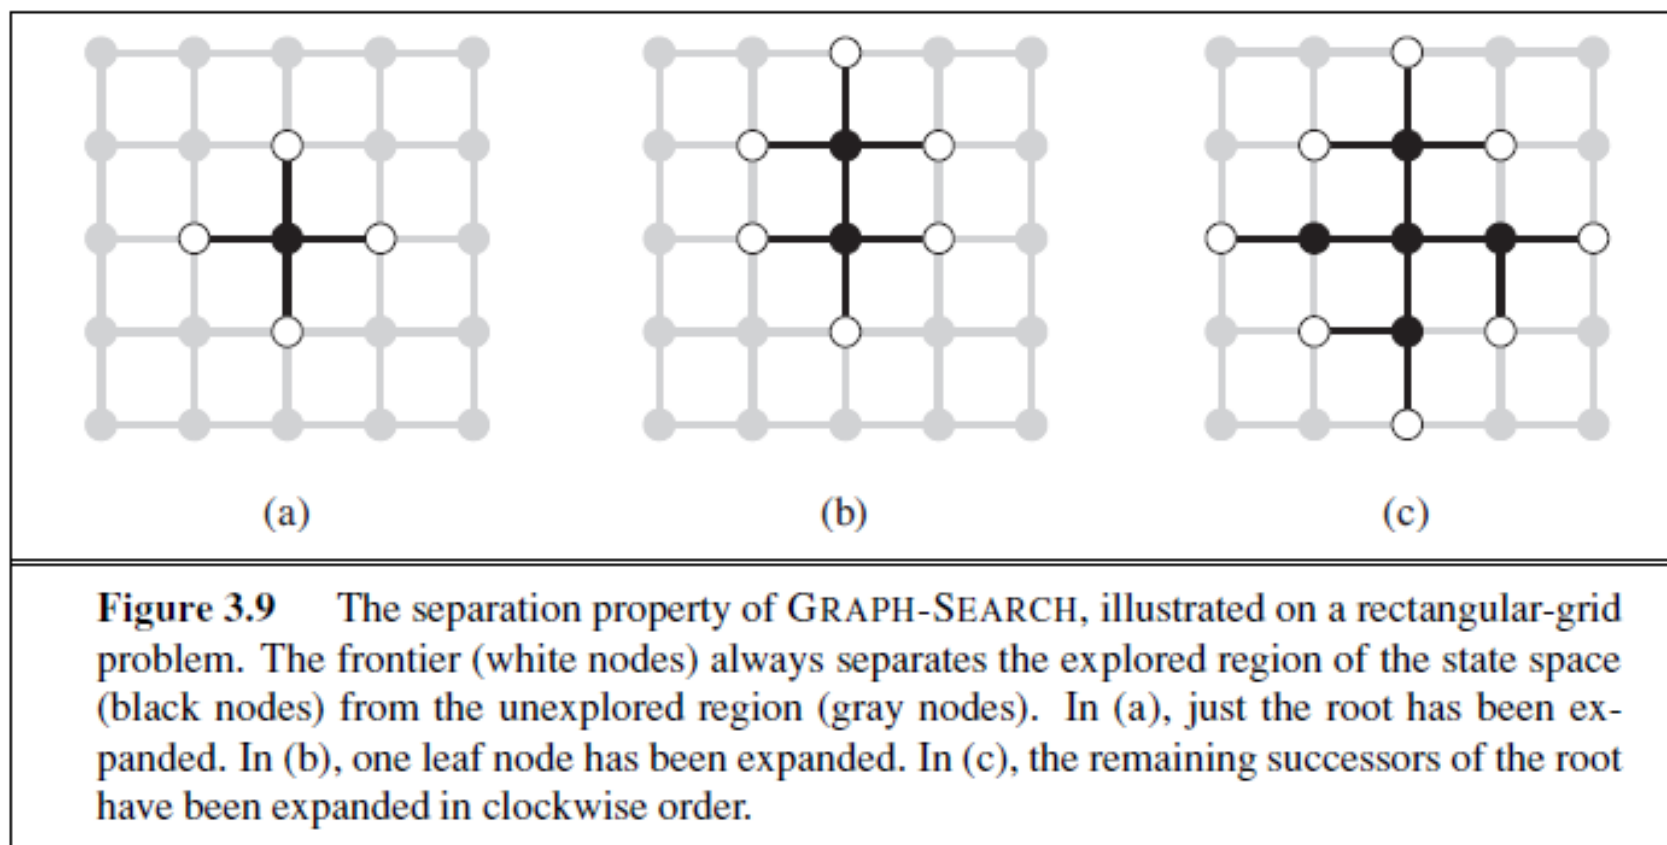 (a) (b) (c)
Figure 3.9 The separation property of GRAPH-SEARCH, illustrated on a rectangular-grid
problem. The frontier (white nodes) always separates the explored region of the state space
(black nodes) from the unexplored region (gray nodes). In (a), just the root has been ex-
panded. In (b), one leaf node has been expanded. In (c), the remaining successors of the root
have been expanded in clockwise order.